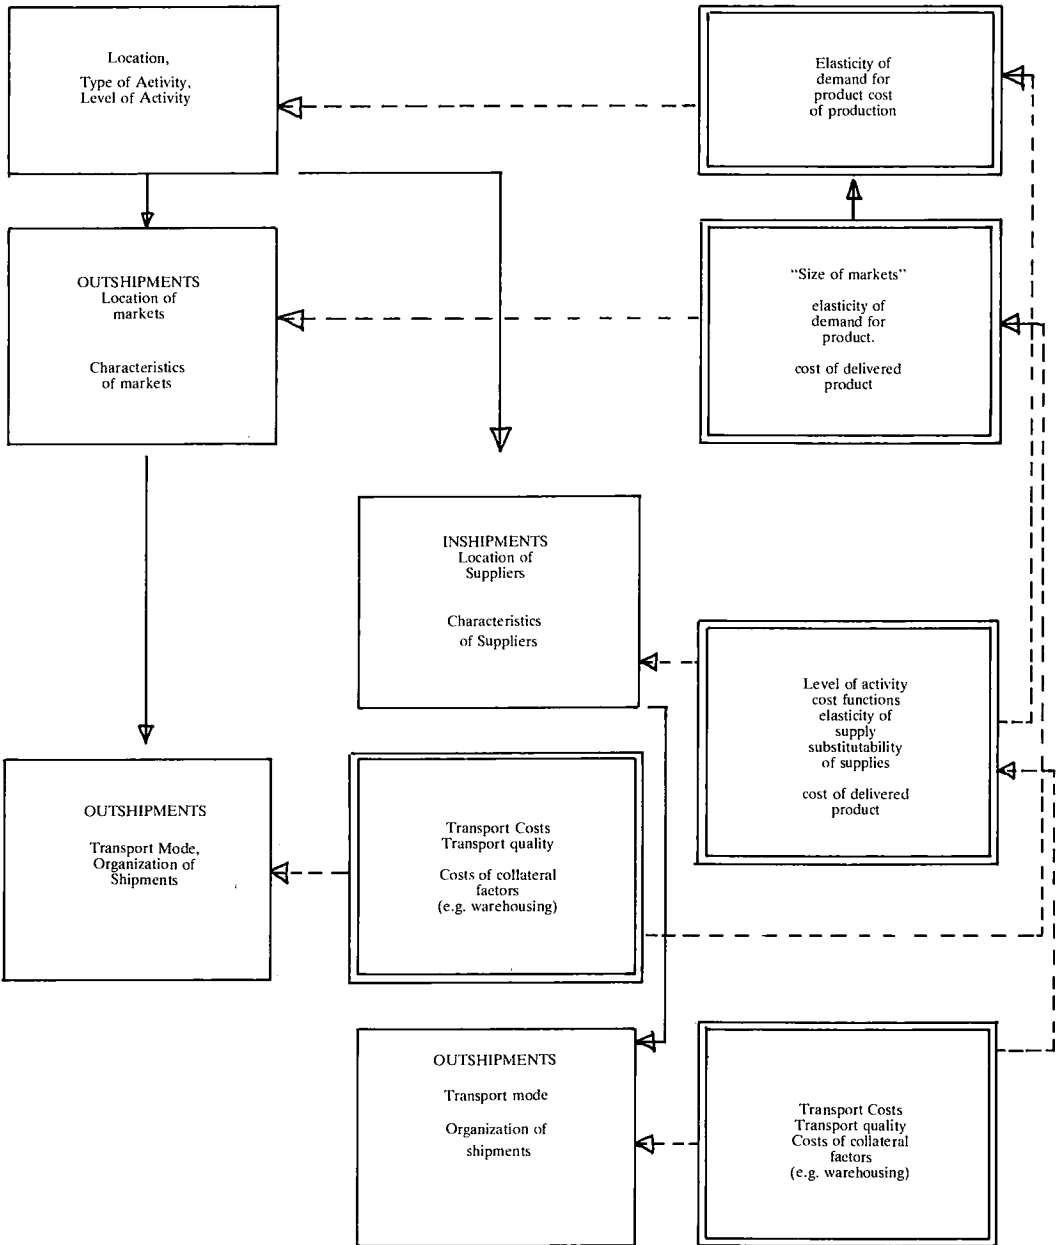 Location,
Type of Aetivity,
Level of Activity
Elasticity of
demand for
product cost
of production
OUTSHIPMENTS
Location of
markets
Characteristics
of markets
"Size of markets"
elasticity of
demand for
product.
cost of delivered
product
INSHIPMENTS
Location of
Suppliers
Characteristics
of Suppliers
Level of activity
cost functions
elasticity of
supply
substitutability
of supplies
cost of delivered
product
OUTSHIPMENTS
Transport Mode,
Organization of
Shipments
Transport Costs
Transport quality
Costs of collateral
factors
(e.g. warehousing)
OUTSHIPMENTS
Transport mode
Organization of
shipments
Transport Costs
Transport quality
Costs of collateral
factors
(e.g. warehousing)